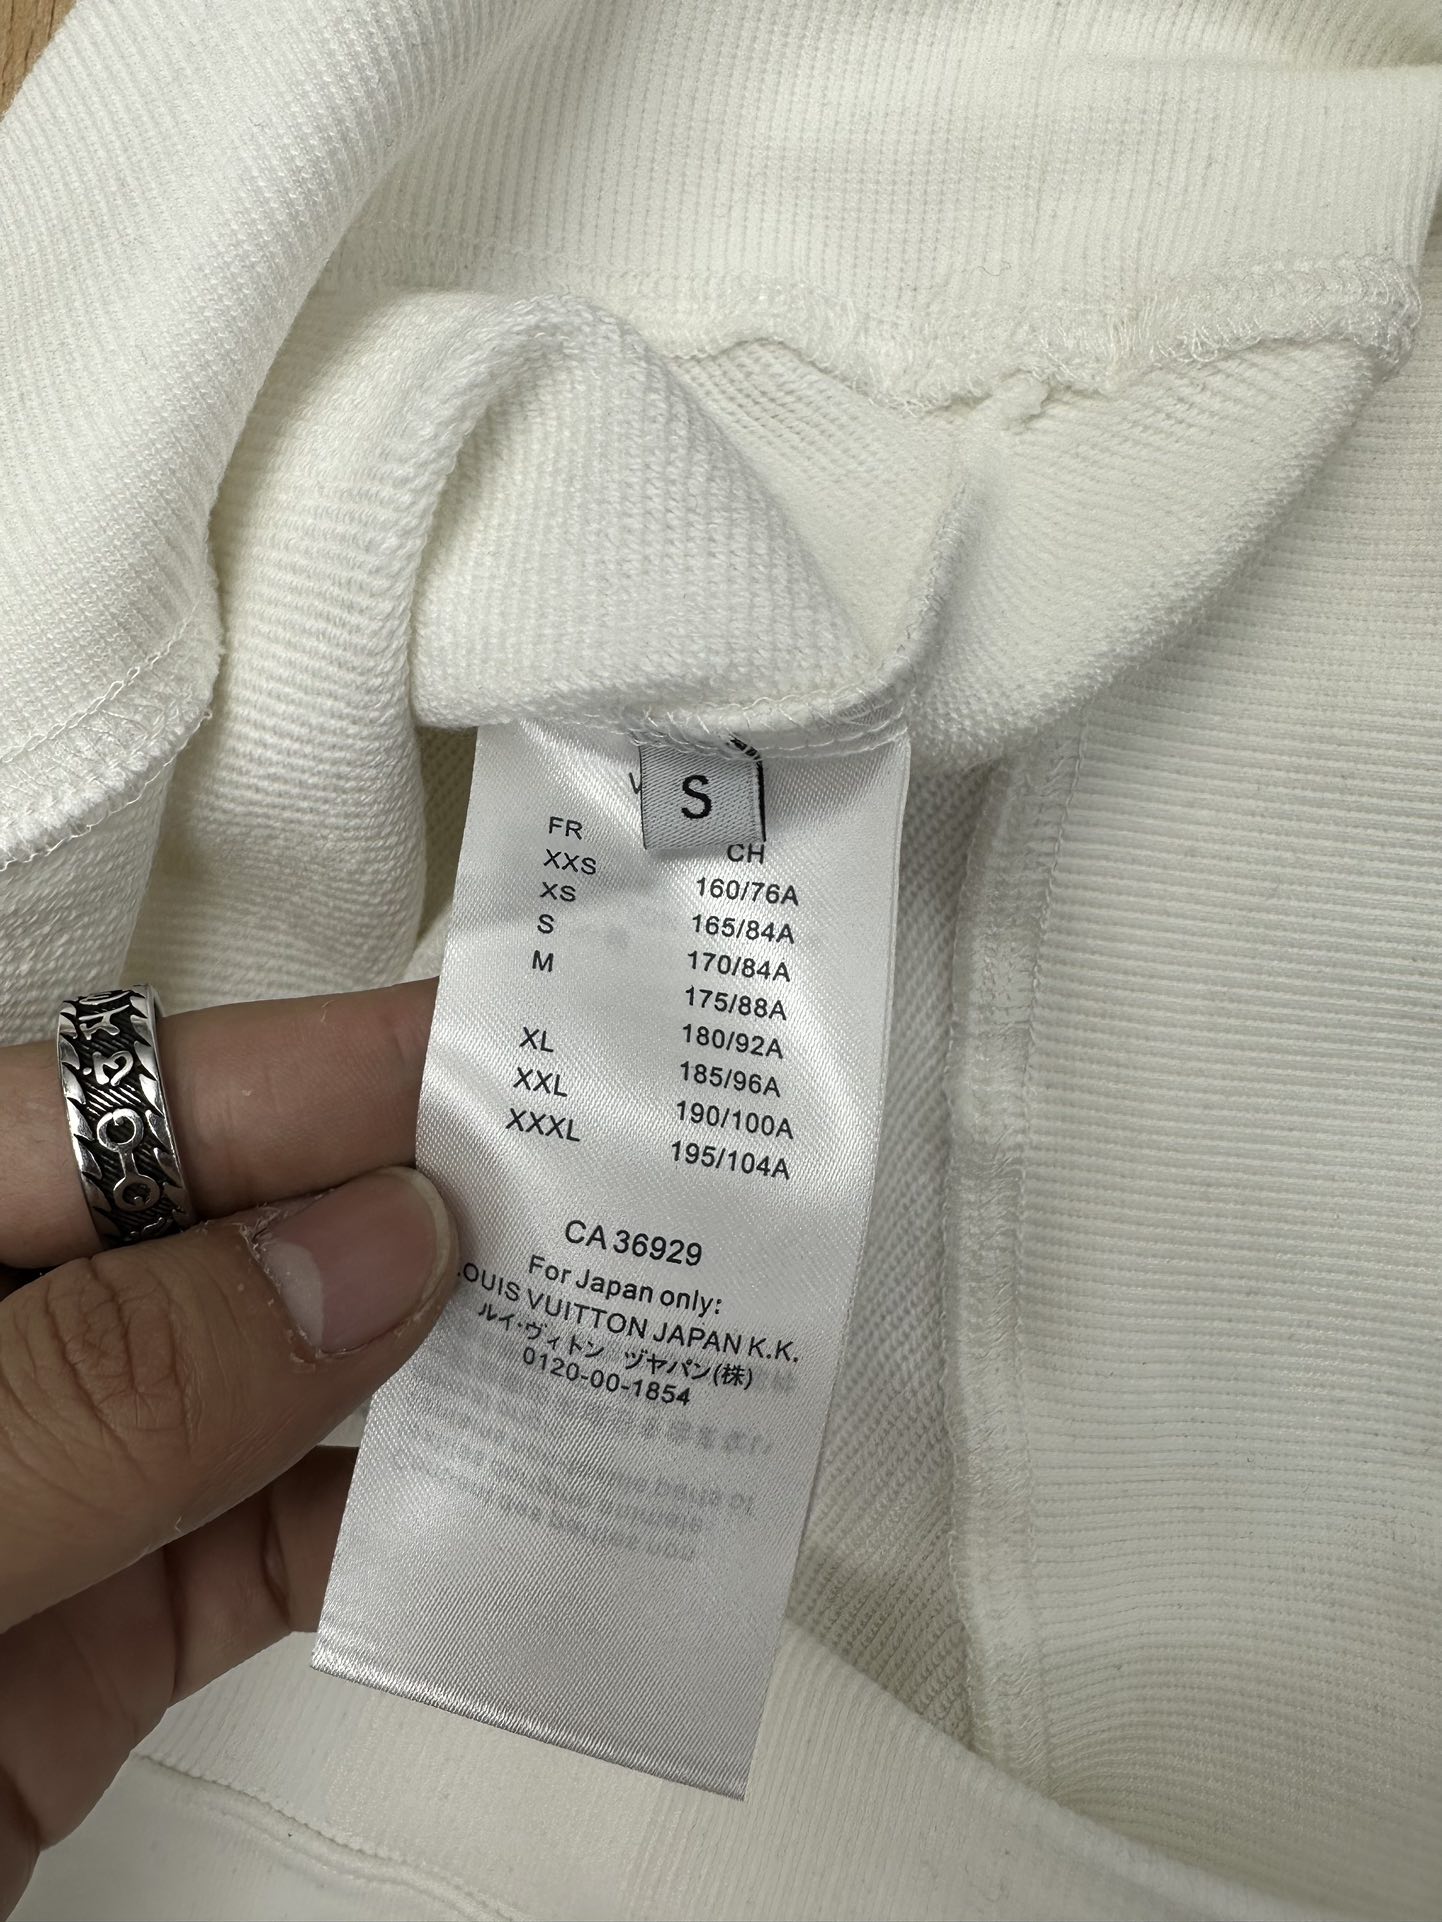 S
FR CH
XXS 160/76A
XS 165/84A
S 170/84A
M 175/88A
180/92A
XL 185/96A
XXL 190/100A
XXXL 195/104A
CA 36929
For Japan only:
OUIS VUITTON JAPAN K.K.
ルイ・ヴィトン ヅャパン(株)
0120-00-1854